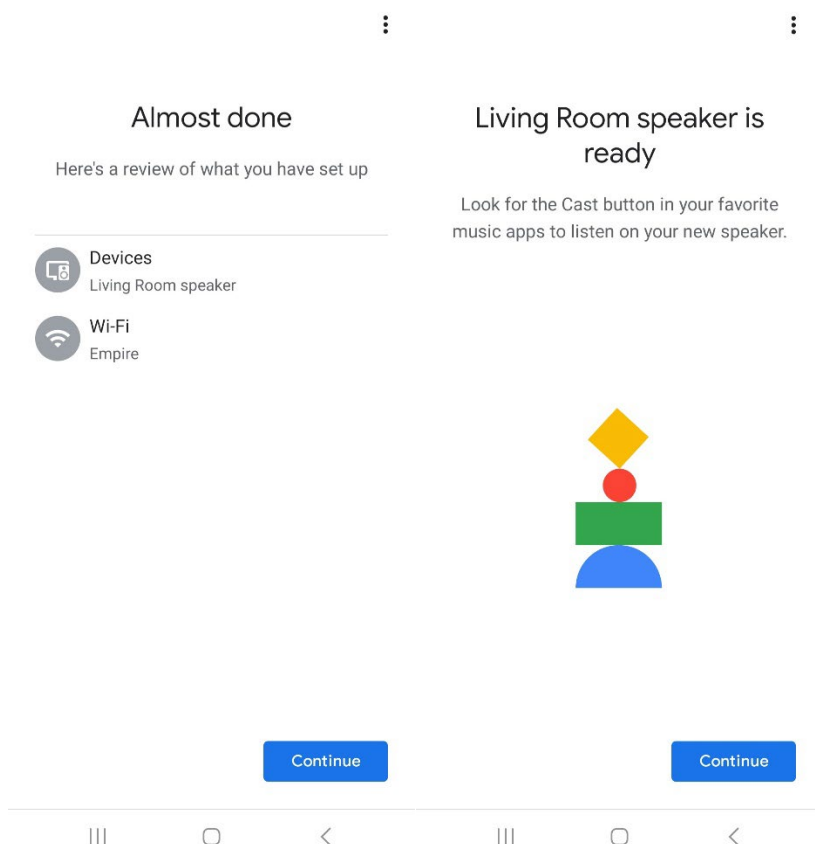 Almost done
Here's a review of what you have set up
Devices
Living Room speaker
Wi-Fi
Empire
Continue
Living Room speaker is
ready
Look for the Cast button in your favorite
music apps to listen on your new speaker.
Continue